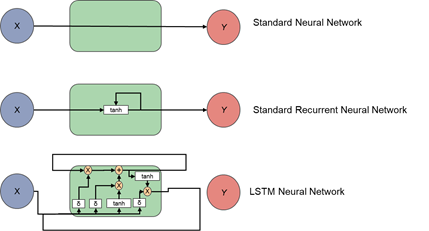 X
Y
Standard Neural Network
X
tanh
Y
Standard Recurrent Neural Network
X
+
tanh
X
X
δ
δ
tanh
δ
X
Y
LSTM Neural Network